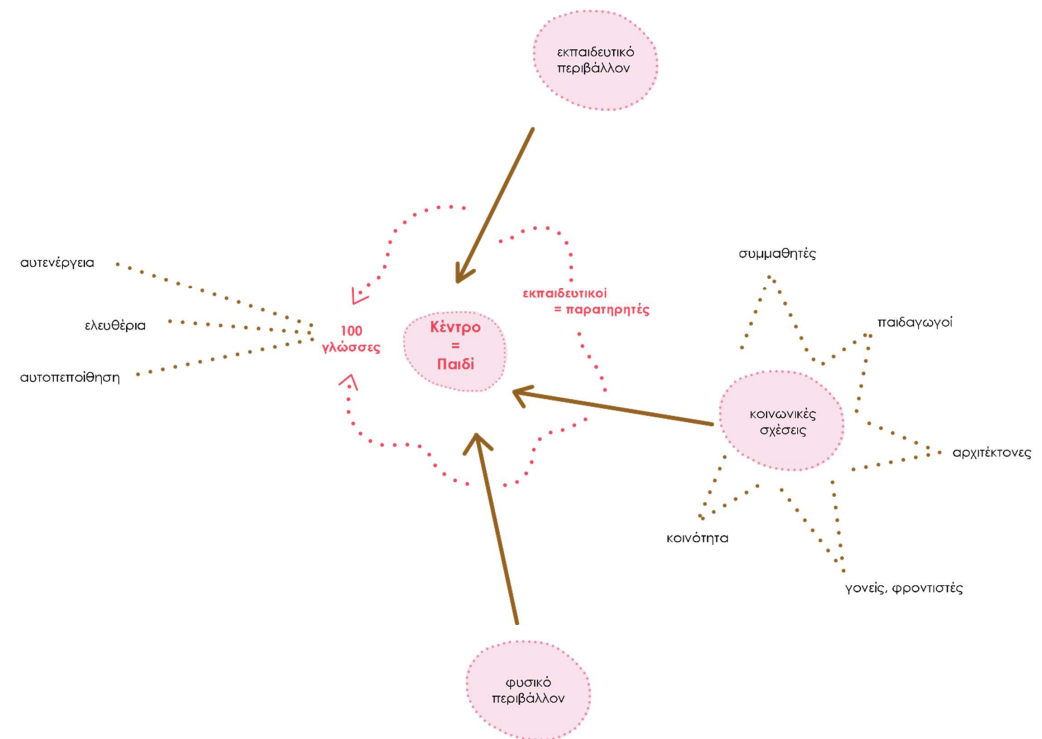 εκπαιδευτικό
περιβάλλον
συμμαθητές
αυτενέργεια
εκπαιδευτικοί
= παρατηρητές
παιδαγωγοί
ελευθέρια
100
γλώσσες
Κέντρο
=
Παιδί
αυτοπεποίθηση
κοινωνικές
σχέσεις
αρχιτέκτονες
κοινότητα
γονείς, φροντιστές
φυσικό
περιβάλλον